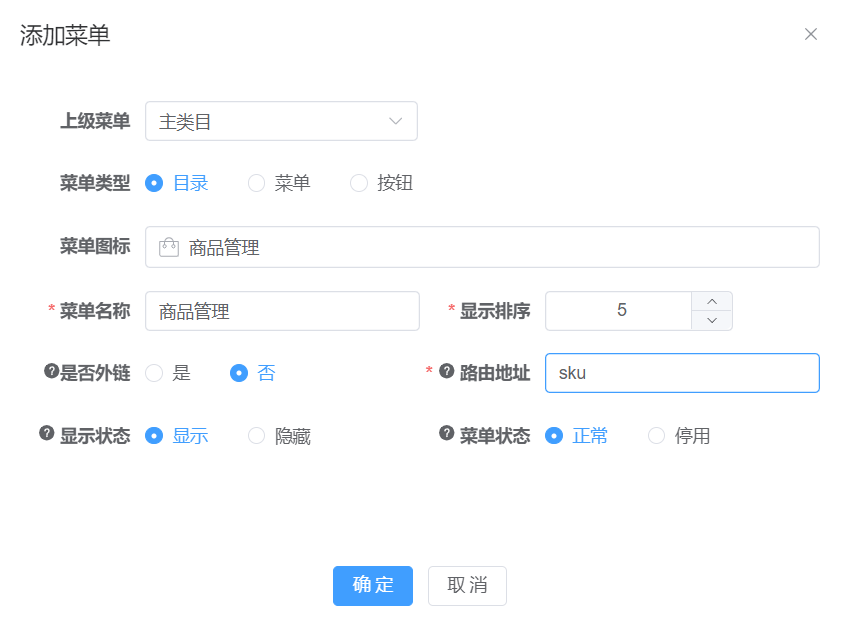 添加菜单
上级菜单 主类目
菜单类型 目录 菜单 按钮
菜单图标 商品管理
* 菜单名称 商品管理 * 显示排序 5
?是否外链 是 否 * ? 路由地址 sku
? 显示状态 显示 隐藏 ? 菜单状态 正常 停用
确定 取消